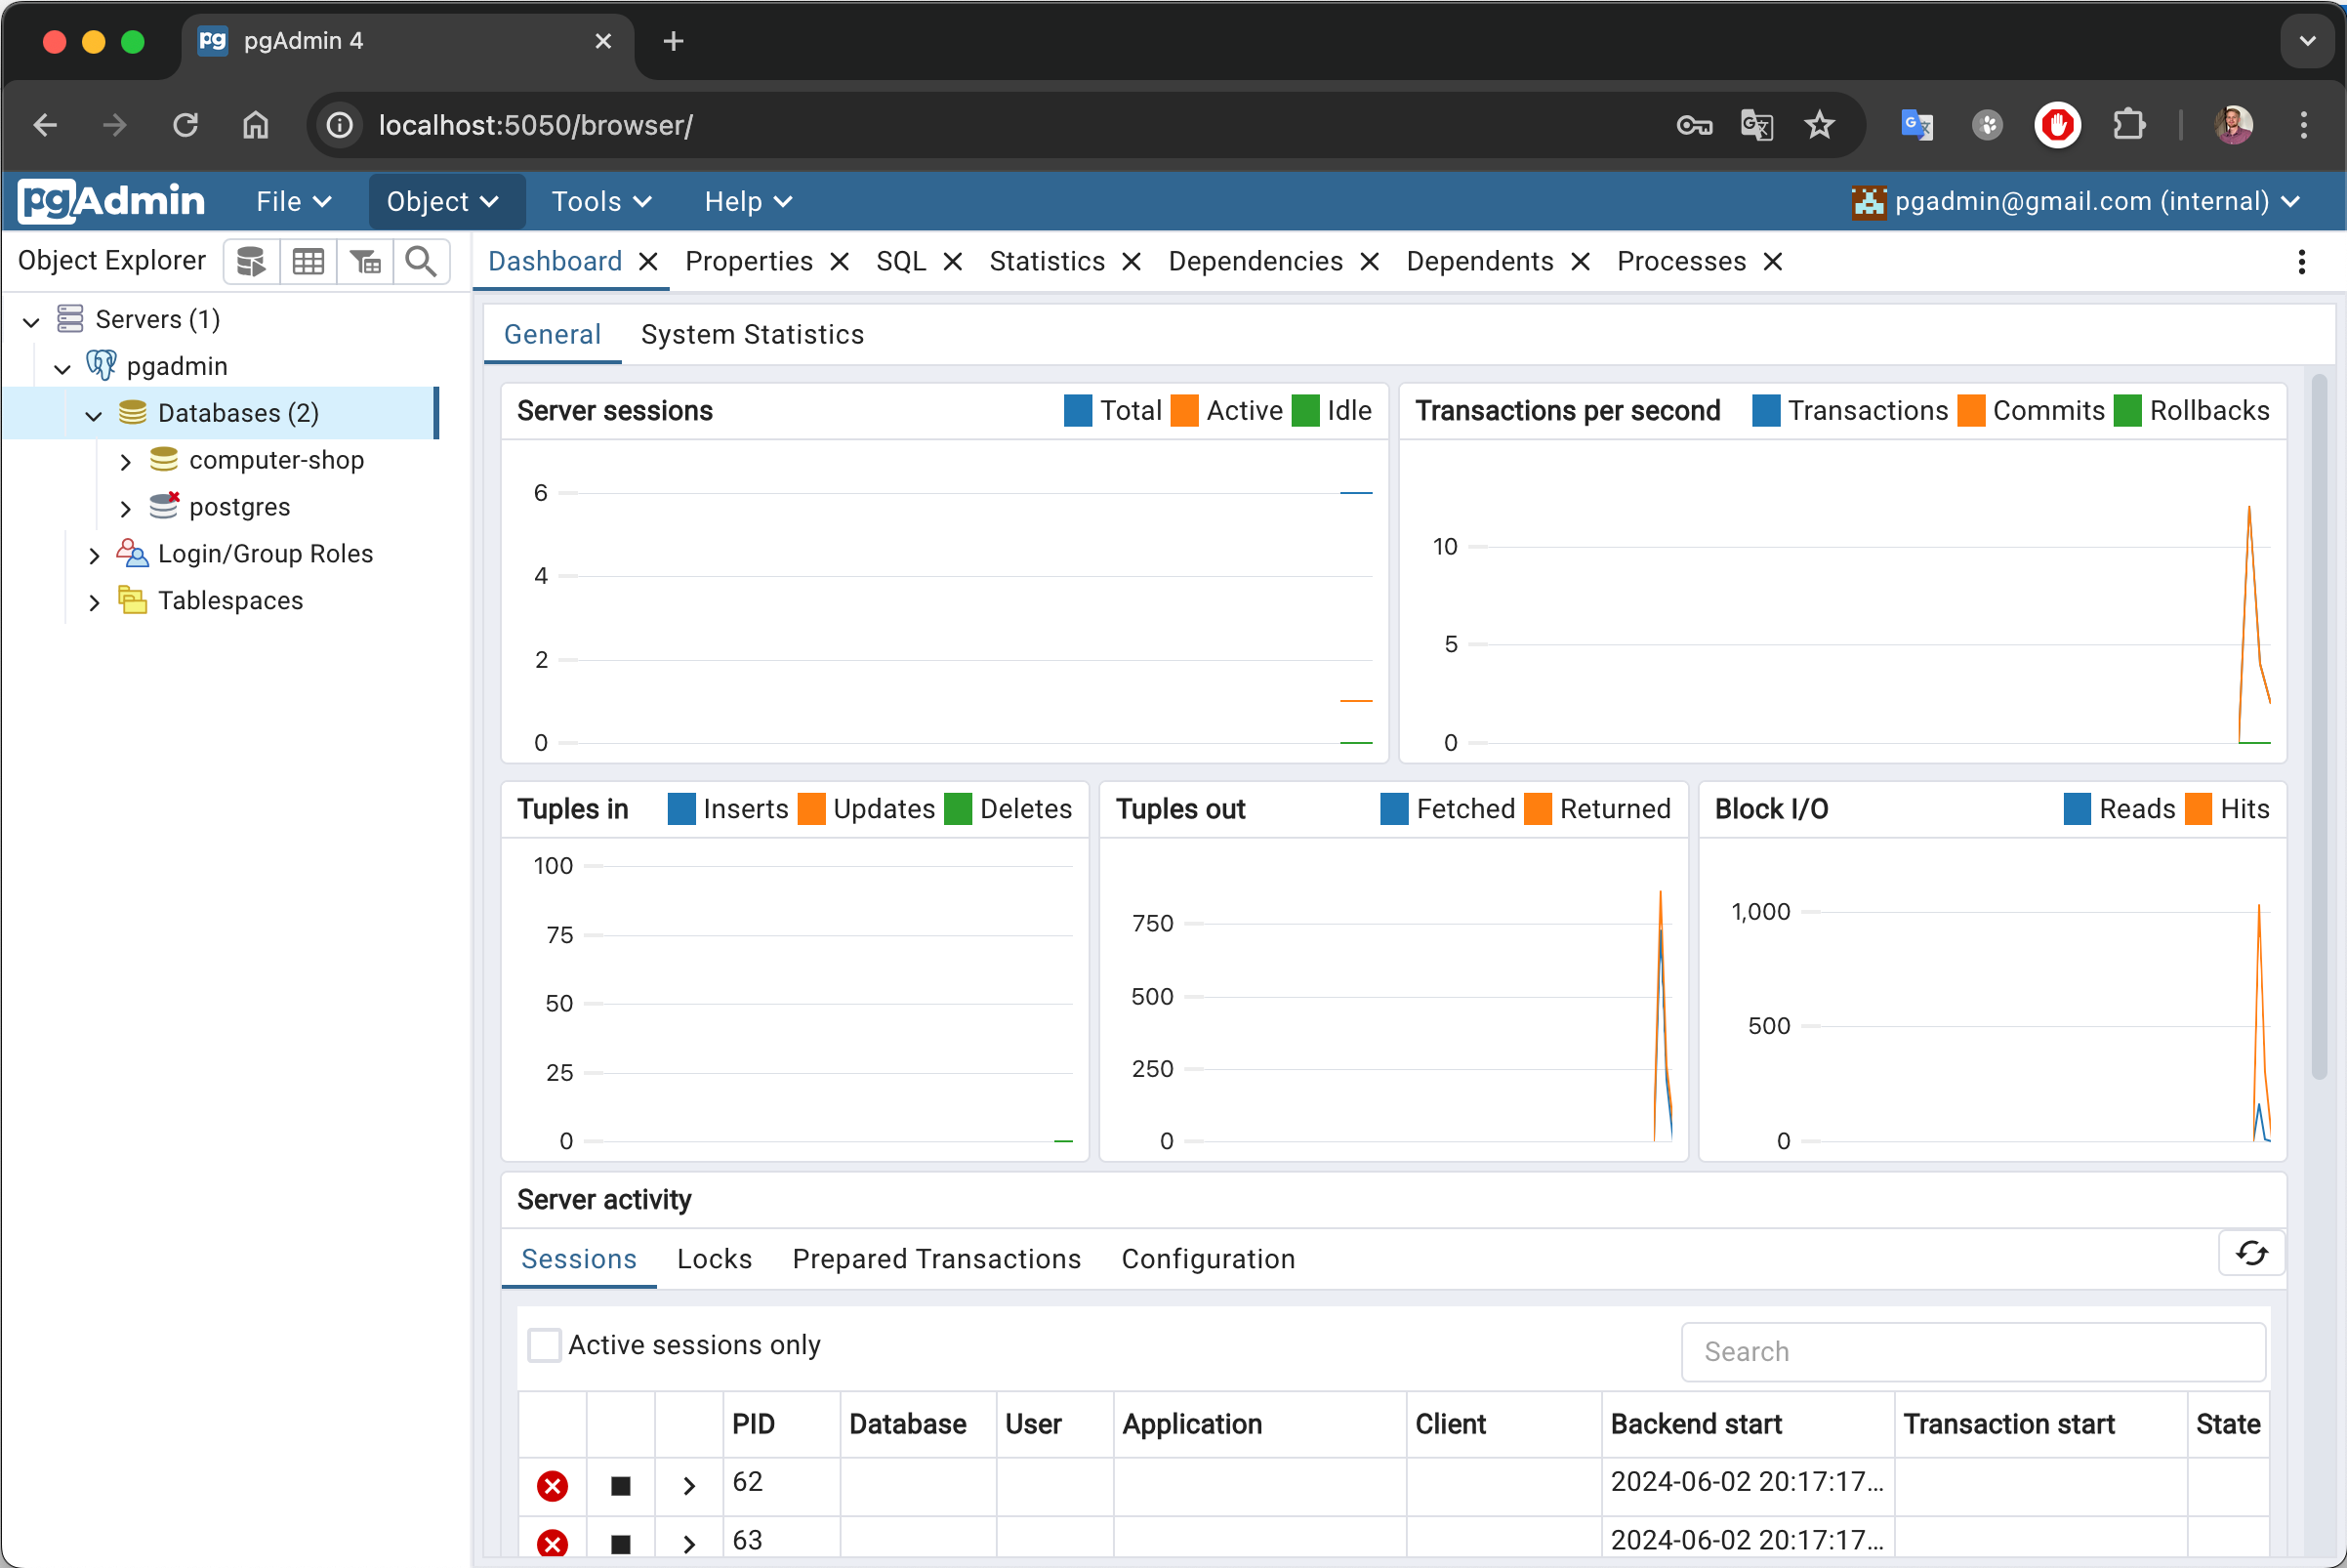 pg pgAdmin 4
localhost:5050/browser/
pgAdmin File Object Tools Help pgadmin@gmail.com (internal)
Object Explorer
Dashboard Properties SQL Statistics Dependencies Dependents Processes
Servers (1)
pgadmin
Databases (2)
computer-shop
postgres
Login/Group Roles
Tablespaces
General System Statistics
Server sessions Total Active Idle
6
4
2
0
Transactions per second Transactions Commits Rollbacks
10
5
0
Tuples in Inserts Updates Deletes
100
75
50
25
0
Tuples out Fetched Returned
750
500
250
0
Block I/O Reads Hits
1,000
500
0
Server activity
Sessions Locks Prepared Transactions Configuration
Active sessions only Search
PID Database User Application Client Backend start Transaction start State
62 2024-06-02 20:17:17...
63 2024-06-02 20:17:17...